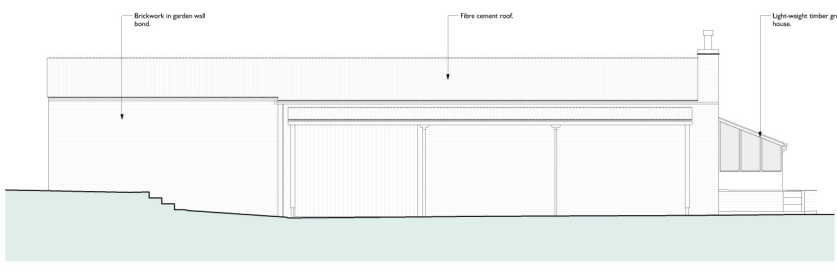 Brickwork in garden wall
bond.
Fibre cement roof.
Light-weight timber
house.